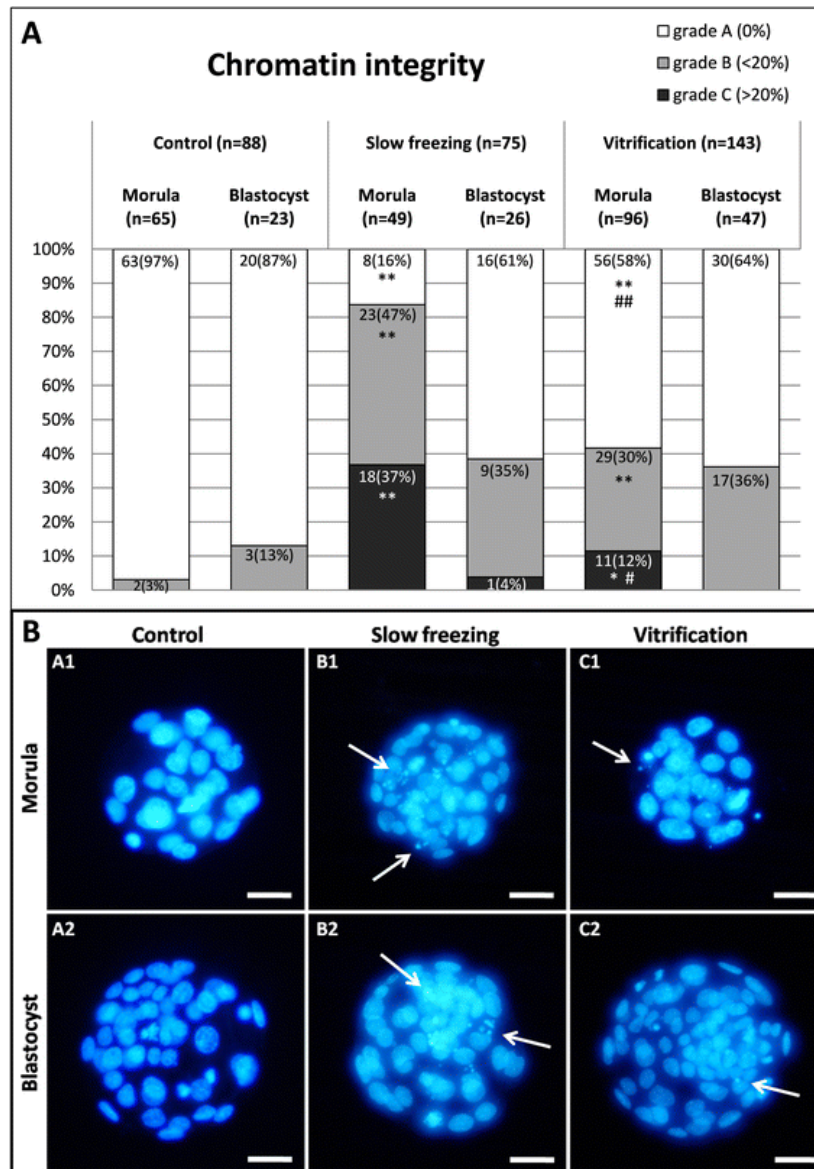 A
grade A (0%)
grade B (<20%)
grade C (>20%)
Chromatin integrity
Control (n=88)
Slow freezing (n=75)
Vitrification (n=143)
Morula
(n=65)
Blastocyst
(n=23)
Morula
(n=49)
Blastocyst
(n=26)
Morula
(n=96)
Blastocyst
(n=47)
100%
90%
80%
70%
60%
50%
40%
30%
20%
10%
0%
63(97%)
2(3%)
20(87%)
3(13%)
8(16%)
**
23(47%)
**
18(37%)
**
16(61%)
9(35%)
1(4%)
56(58%)
**
##
29(30%)
**
11(12%)
* #
30(64%)
17(36%)
B
Control
Slow freezing
Vitrification
Morula
A1
B1
C1
Blastocyst
A2
B2
C2